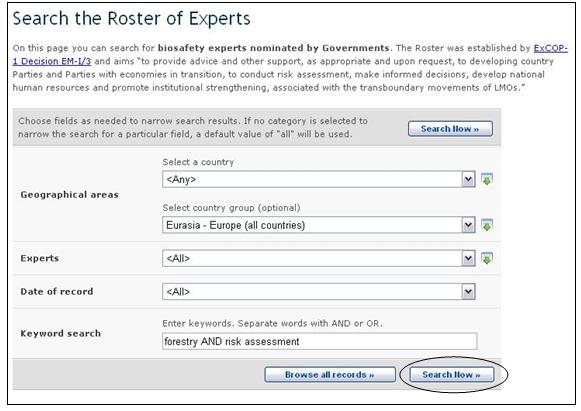 Search the Roster of Experts
On this page you can search for biosafety experts nominated by Governments. The Roster was established by ExCOP-
1 Decision EM-I/3 and aims "to provide advice and other support, as appropriate and upon request, to developing country
Parties and Parties with economies in transition, to conduct risk assessment, make informed decisions, develop national
human resources and promote institutional strengthening, associated with the transboundary movements of LMOs."
Choose fields as needed to narrow search results. If no category is selected to
narrow the search for a particular field, a default value of "all" will be used.
Search Now »
Select a country
<Any>
Geographical areas
Select country group (optional)
Eurasia - Europe (all countries)
Experts
<All>
Date of record
<All>
Enter keywords. Separate words with AND or OR.
Keyword search
forestry AND risk assessment
Browse all records »
Search Now »